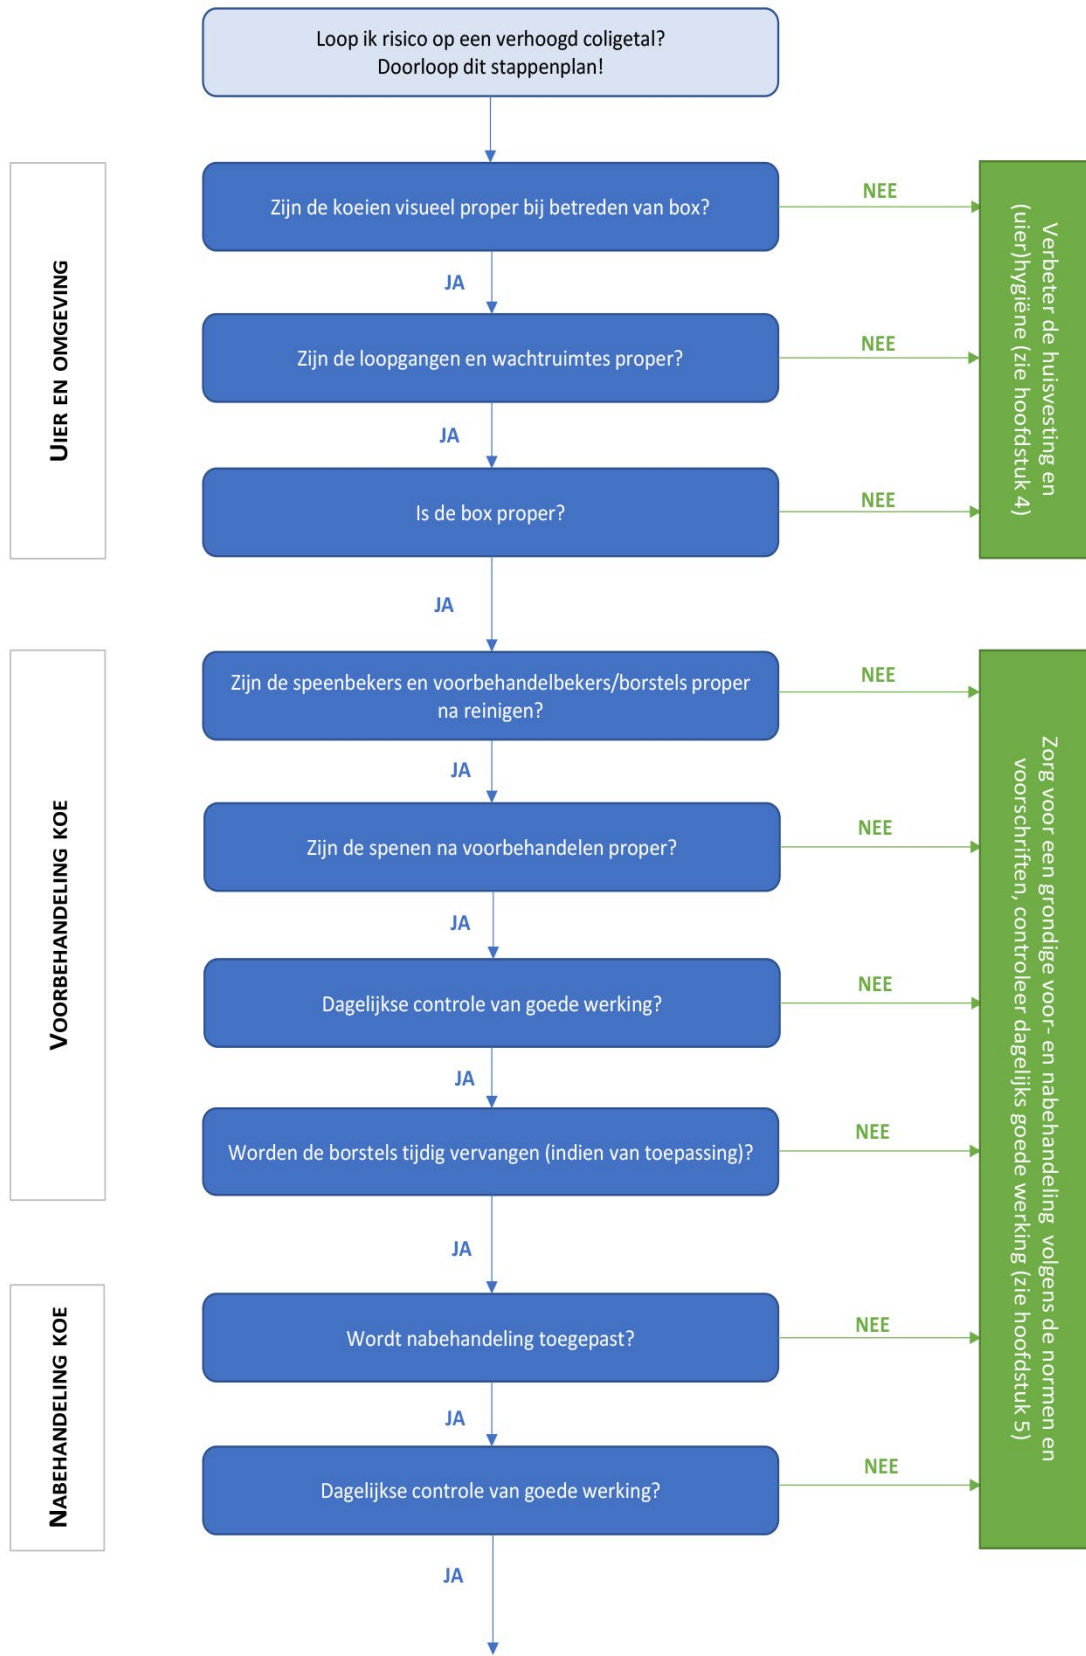 Loop ik risico op een verhoogd coligetal?
Doorloop dit stappenplan!
UIER EN OMGEVING
Zijn de koeien visueel proper bij betreden van box?
NEE
JA
Zijn de loopgangen en wachtruimtes proper?
NEE
JA
Is de box proper?
NEE
Verbeter de huisvesting en
(uier)hygiëne (zie hoofdstuk 4)
JA
VOORBEHANDELING KOE
Zijn de speenbekers en voorbehandelbekers/borstels proper
na reinigen?
NEE
JA
Zijn de spenen na voorbehandelen proper?
NEE
JA
Dagelijkse controle van goede werking?
NEE
JA
Worden de borstels tijdig vervangen (indien van toepassing)?
NEE
Zorg voor een grondige voor- en nabehandeling volgens de normen en
voorschriften, controleer dagelijks goede werking (zie hoofdstuk 5)
JA
NABEHANDELING KOE
Wordt nabehandeling toegepast?
NEE
JA
Dagelijkse controle van goede werking?
NEE
JA